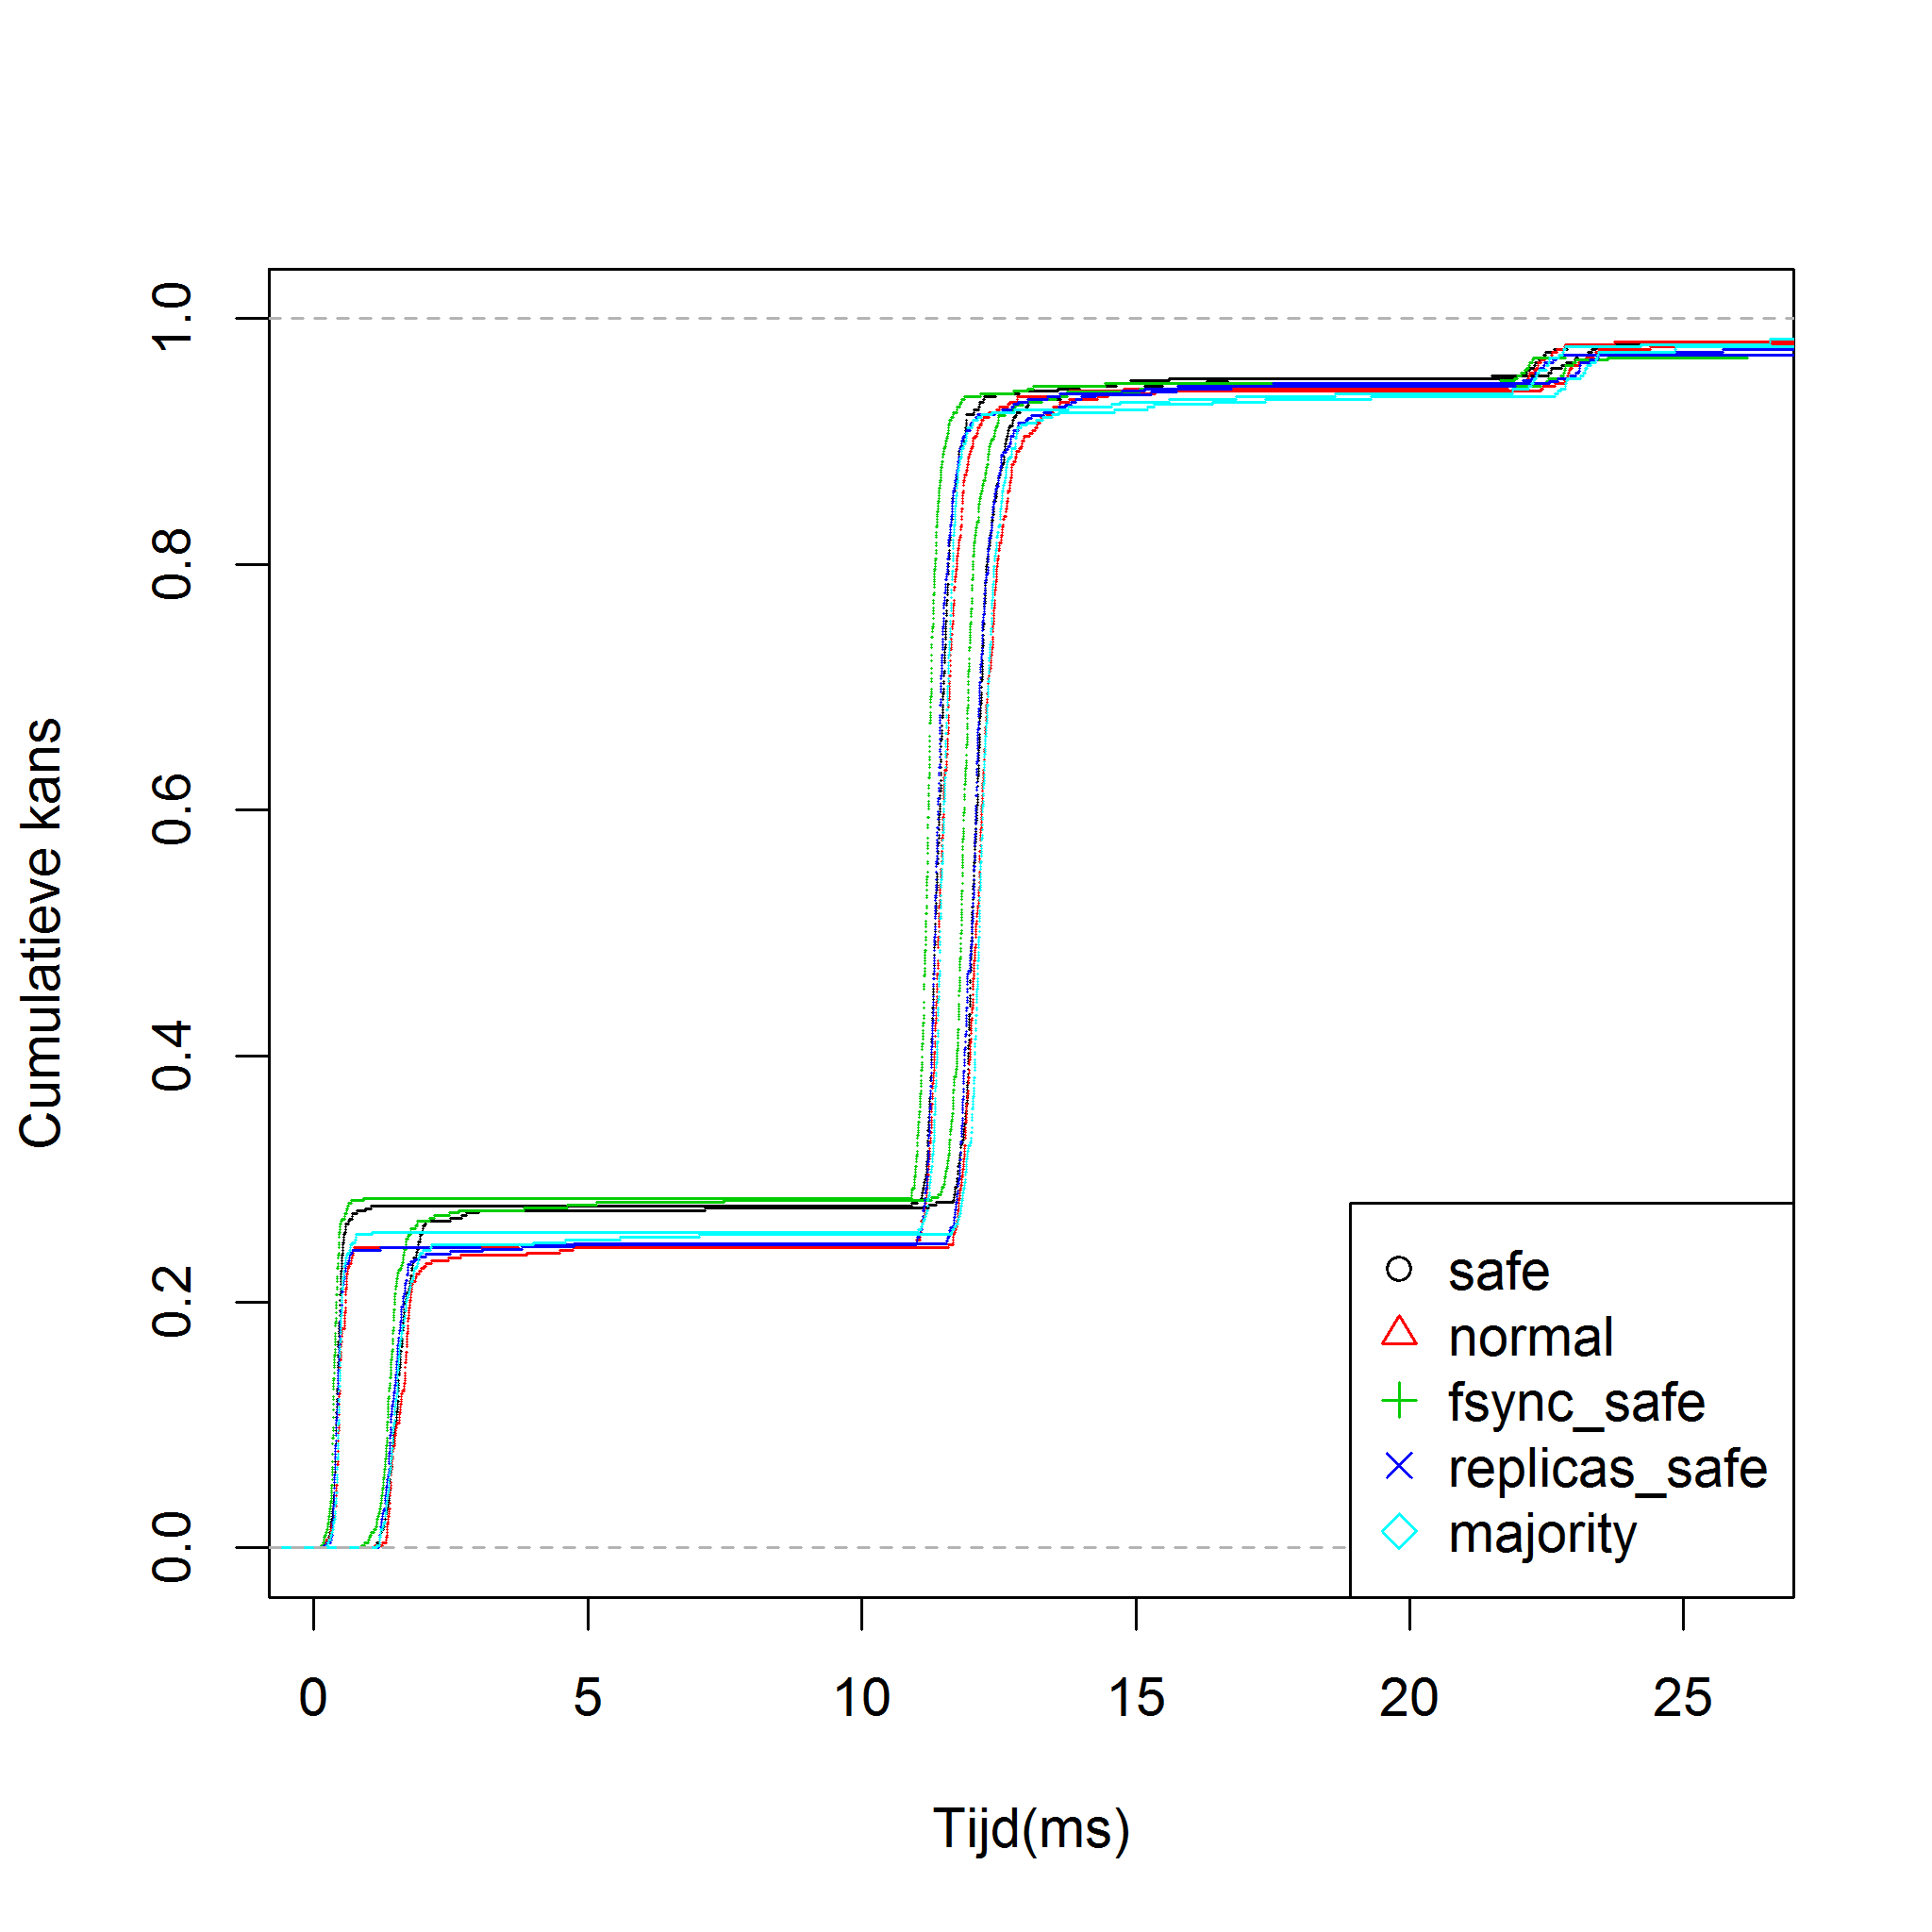 1.0
0.8
0.6
0.4
0.2
0.0
Cumulatieve kans
safe
normal
fsync_safe
replicas_safe
majority
0 5 10 15 20 25
Tijd(ms)